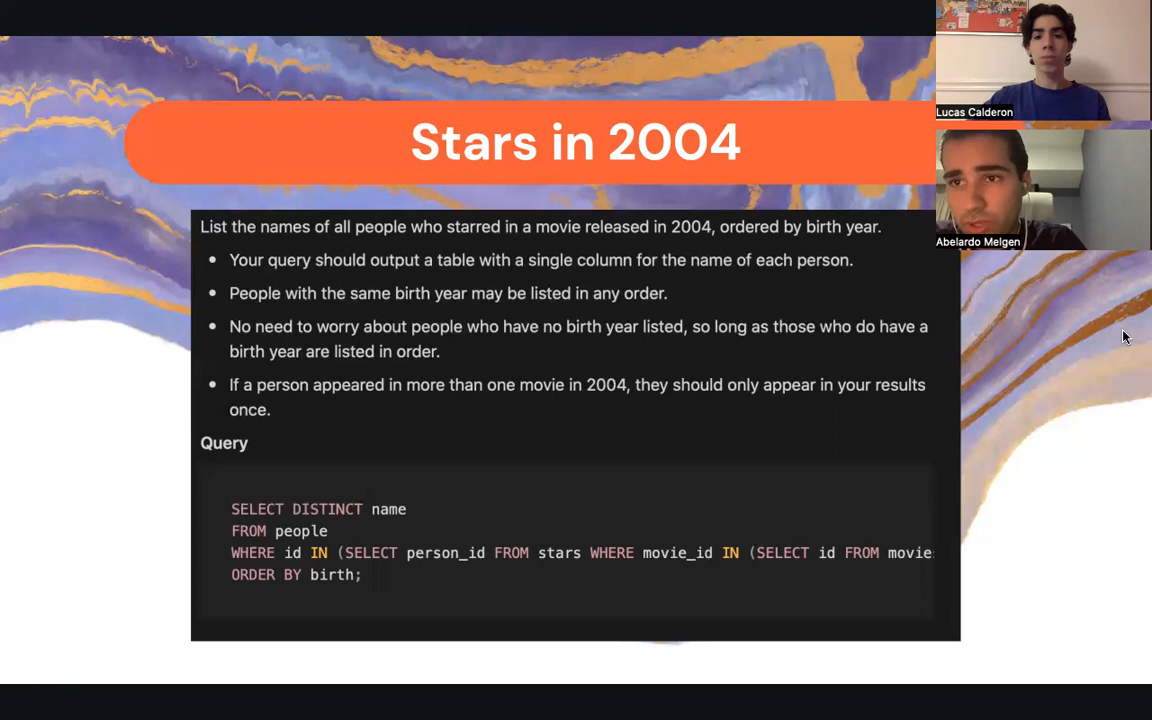 Stars in 2004
Lucas Calderon
Abelardo Melgen
List the names of all people who starred in a movie released in 2004, ordered by birth year.
• Your query should output a table with a single column for the name of each person.
• People with the same birth year may be listed in any order.
• No need to worry about people who have no birth year listed, so long as those who do have a
birth year are listed in order.
• If a person appeared in more than one movie in 2004, they should only appear in your results
once.
Query
SELECT DISTINCT name
FROM people
WHERE id IN (SELECT person_id FROM stars WHERE movie_id IN (SELECT id FROM movie
ORDER BY birth;